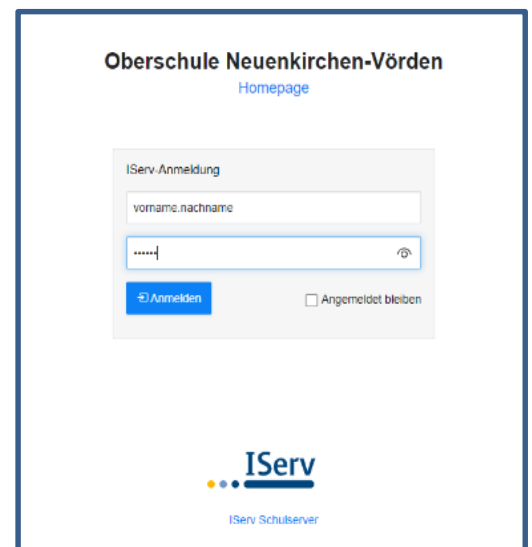 Oberschule Neuenkirchen-Vörden
Homepage
IServ-Anmeldung
vorname.nachname
••••••
Anmelden
Angemeldet bleiben
IServ
IServ Schulserver